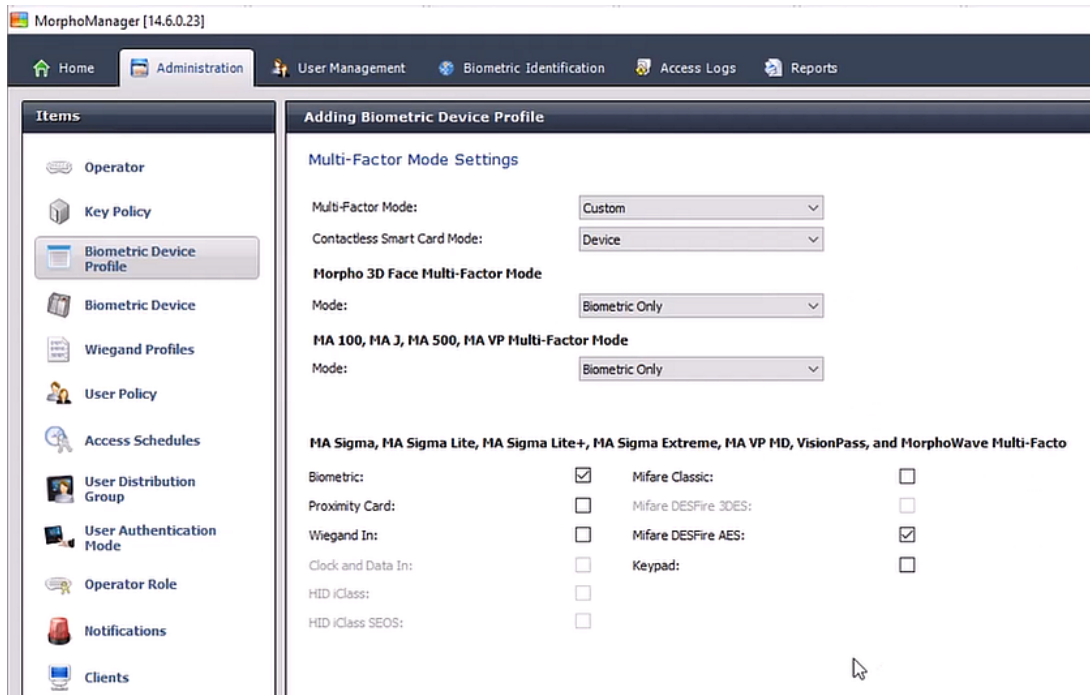 MorphoManager [14.6.0.23]
Home
Administration
User Management
Biometric Identification
Access Logs
Reports
Items
Operator
Key Policy
Biometric Device
Profile
Biometric Device
Wiegand Profiles
User Policy
Access Schedules
User Distribution
Group
User Authentication
Mode
Operator Role
Notifications
Clients
Adding Biometric Device Profile
Multi-Factor Mode Settings
Multi-Factor Mode: Custom
Contactless Smart Card Mode: Device
Morpho 3D Face Multi-Factor Mode
Mode: Biometric Only
MA 100, MA J, MA 500, MA VP Multi-Factor Mode
Mode: Biometric Only
MA Sigma, MA Sigma Lite, MA Sigma Lite+, MA Sigma Extreme, MA VP MD, VisionPass, and MorphoWave Multi-Facto
Biometric: Mifare Classic:
Proximity Card: Mifare DESFire 3DES:
Wiegand In: Mifare DESFire AES:
Clock and Data In: Keypad:
HID iClass:
HID iClass SEOS: